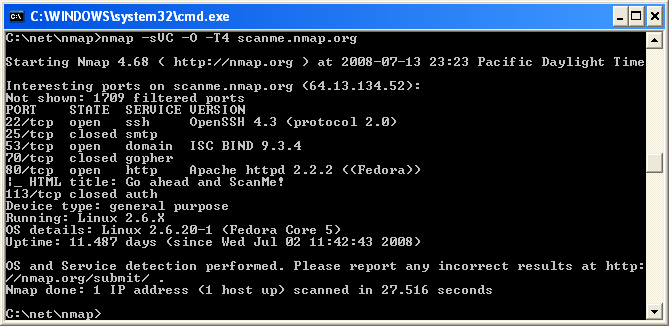 C:\WINDOWS\system32\cmd.exe
C:\net\nmap>nmap -sVC -O -T4 scanme.nmap.org
Starting Nmap 4.68 ( http://nmap.org ) at 2008-07-13 23:23 Pacific Daylight Time
Interesting ports on scanme.nmap.org (64.13.134.52):
Not shown: 1709 filtered ports
PORT    STATE  SERVICE VERSION
22/tcp  open   ssh     OpenSSH 4.3 (protocol 2.0)
25/tcp  closed smtp
53/tcp  open   domain  ISC BIND 9.3.4
70/tcp  closed gopher
80/tcp  open   http    Apache httpd 2.2.2 ((Fedora))
|_ HTML title: Go ahead and ScanMe!
113/tcp closed auth
Device type: general purpose
Running: Linux 2.6.X
OS details: Linux 2.6.20-1 (Fedora Core 5)
Uptime: 11.487 days (since Wed Jul 02 11:42:43 2008)
OS and Service detection performed. Please report any incorrect results at http:
//nmap.org/submit/ .
Nmap done: 1 IP address (1 host up) scanned in 27.516 seconds
C:\net\nmap>